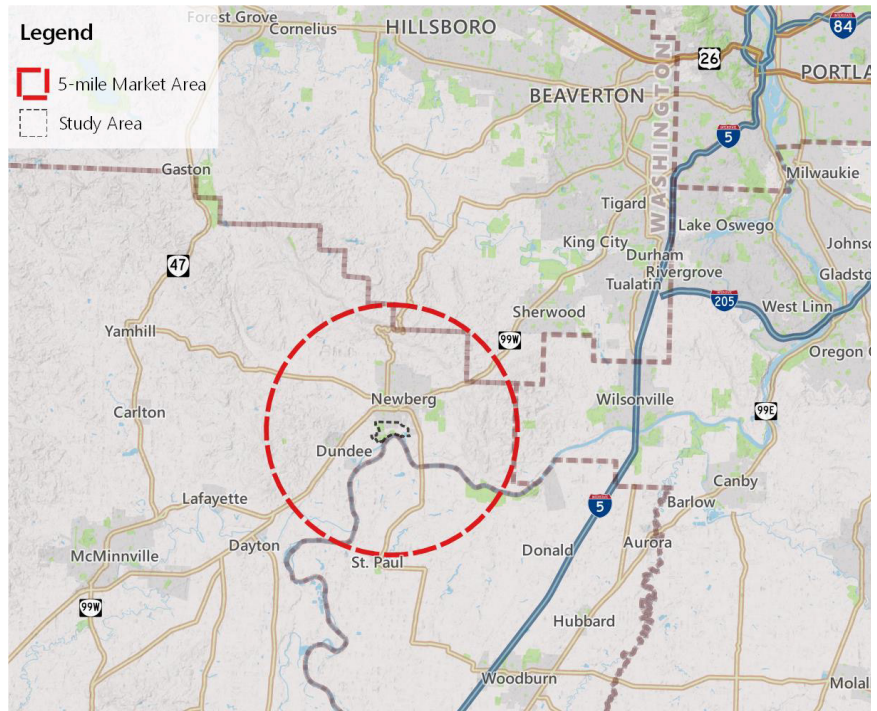 Legend
5-mile Market Area
Study Area
Forest Grove
Cornelius
HILLSBORO
84
26
PORTLA
BEAVERTON
WASHINGTON
5
Gaston
Milwaukie
Tigard
Lake Oswego
47
King City
Durham
Rivergrove
Johns
Tualatin
Gladsto
205
West Linn
Sherwood
Yamhill
99W
Oregon C
Newberg
Wilsonville
99E
Carlton
Dundee
Canby
Lafayette
5
Barlow
Dayton
Donald
Aurora
McMinnville
St. Paul
99W
Hubbard
Woodburn
Molal